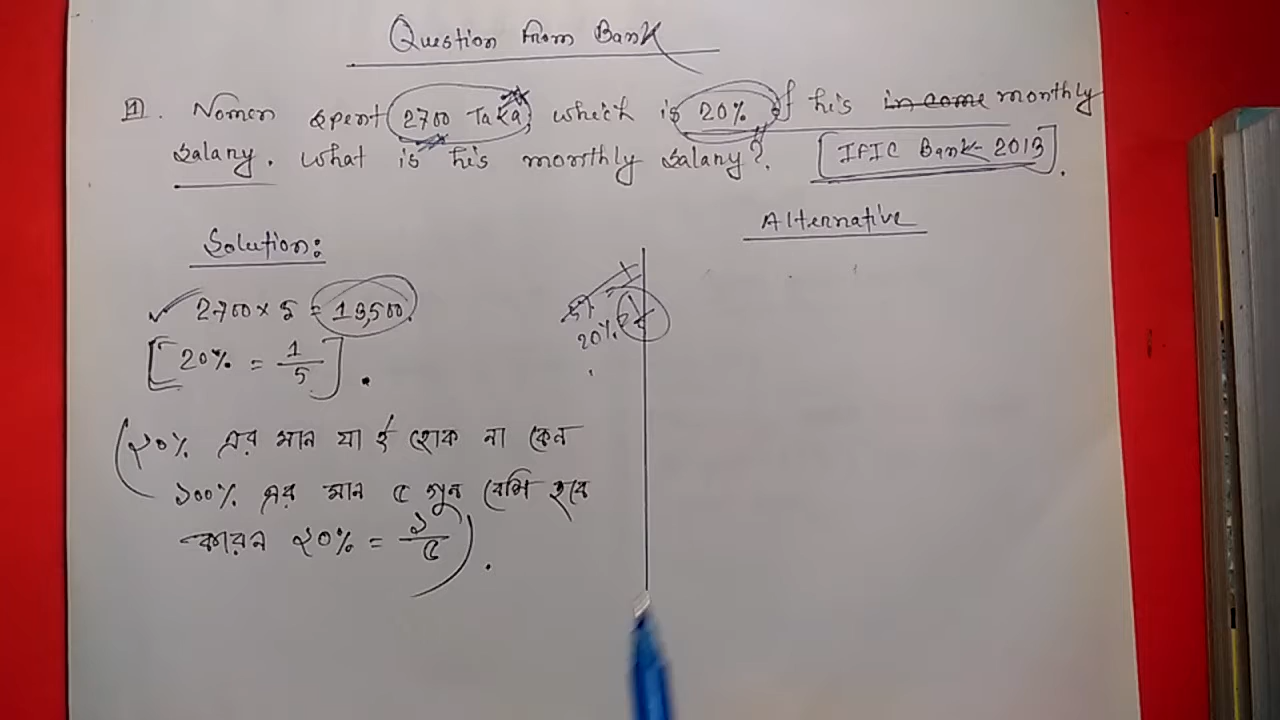 Question From Bank
1. Nomen spent 2700 Taka, which is 20% of his income monthly
salary. What is his monthly salary?. [IFIC Bank- 2013].
Solution:
2700 × 5 = 13,500.
[20% = 1/5].
(২০% এর মান যা ই হোক না কেন
১০০% এর মান ৫ গুন বেশি হবে
কারন ২০% = ১/৫).
Alternative
20%